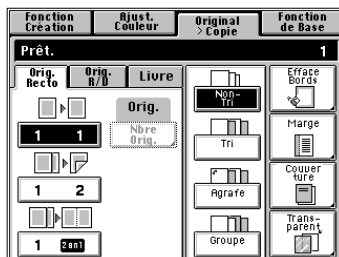 Fonction Création
Ajust. Couleur
Original > Copie
Fonction de Base
Prêt. 1
Orig. Recto
Orig. R/D
Livre
Orig.
Nbre Orig.
1 1
1 2
1 2en1
Non-Tri
Tri
Agrafe
Groupe
Efface Bords
Marge
Couver ture
Trans-parent